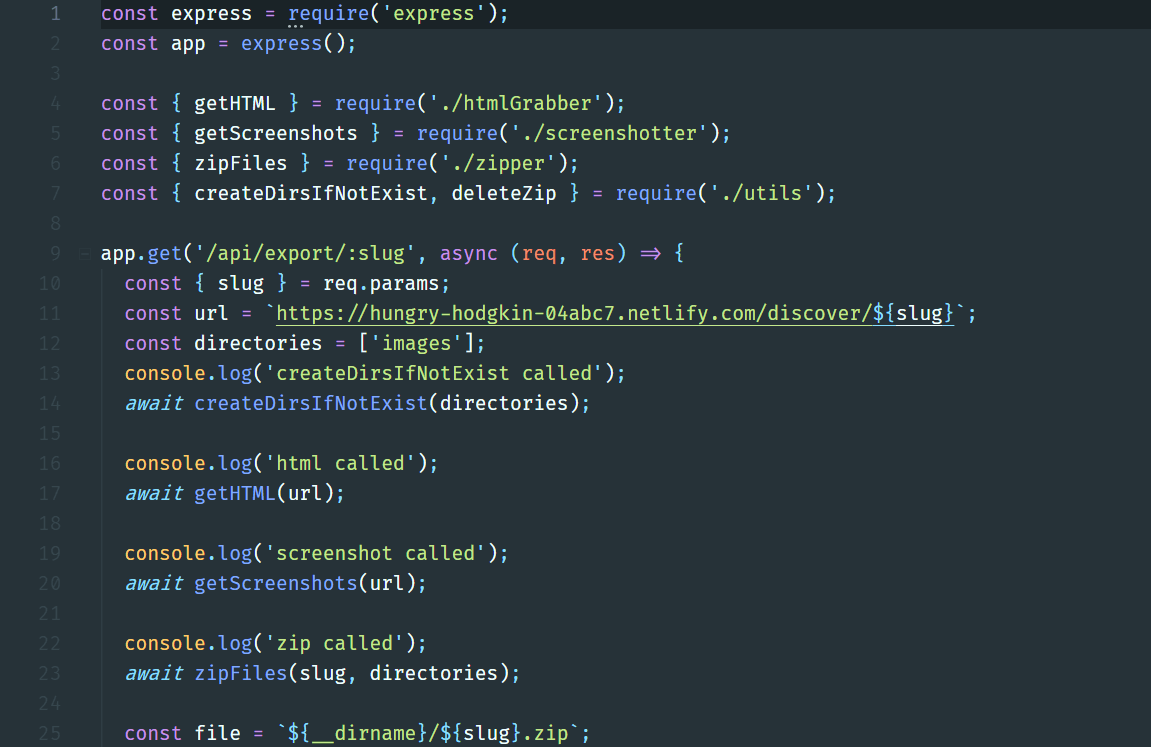 1 const express = require('express');
2 const app = express();
3
4 const { getHTML } = require('./htmlGrabber');
5 const { getScreenshots } = require('./screenshotter');
6 const { zipFiles } = require('./zipper');
7 const { createDirsIfNotExist, deleteZip } = require('./utils');
8
9 app.get('/api/export/:slug', async (req, res) => {
10   const { slug } = req.params;
11   const url = `https://hungry-hodgkin-04abc7.netlify.com/discover/${slug}`;
12   const directories = ['images'];
13   console.log('createDirsIfNotExist called');
14   await createDirsIfNotExist(directories);
15
16   console.log('html called');
17   await getHTML(url);
18
19   console.log('screenshot called');
20   await getScreenshots(url);
21
22   console.log('zip called');
23   await zipFiles(slug, directories);
24
25   const file = `${__dirname}/${slug}.zip`;